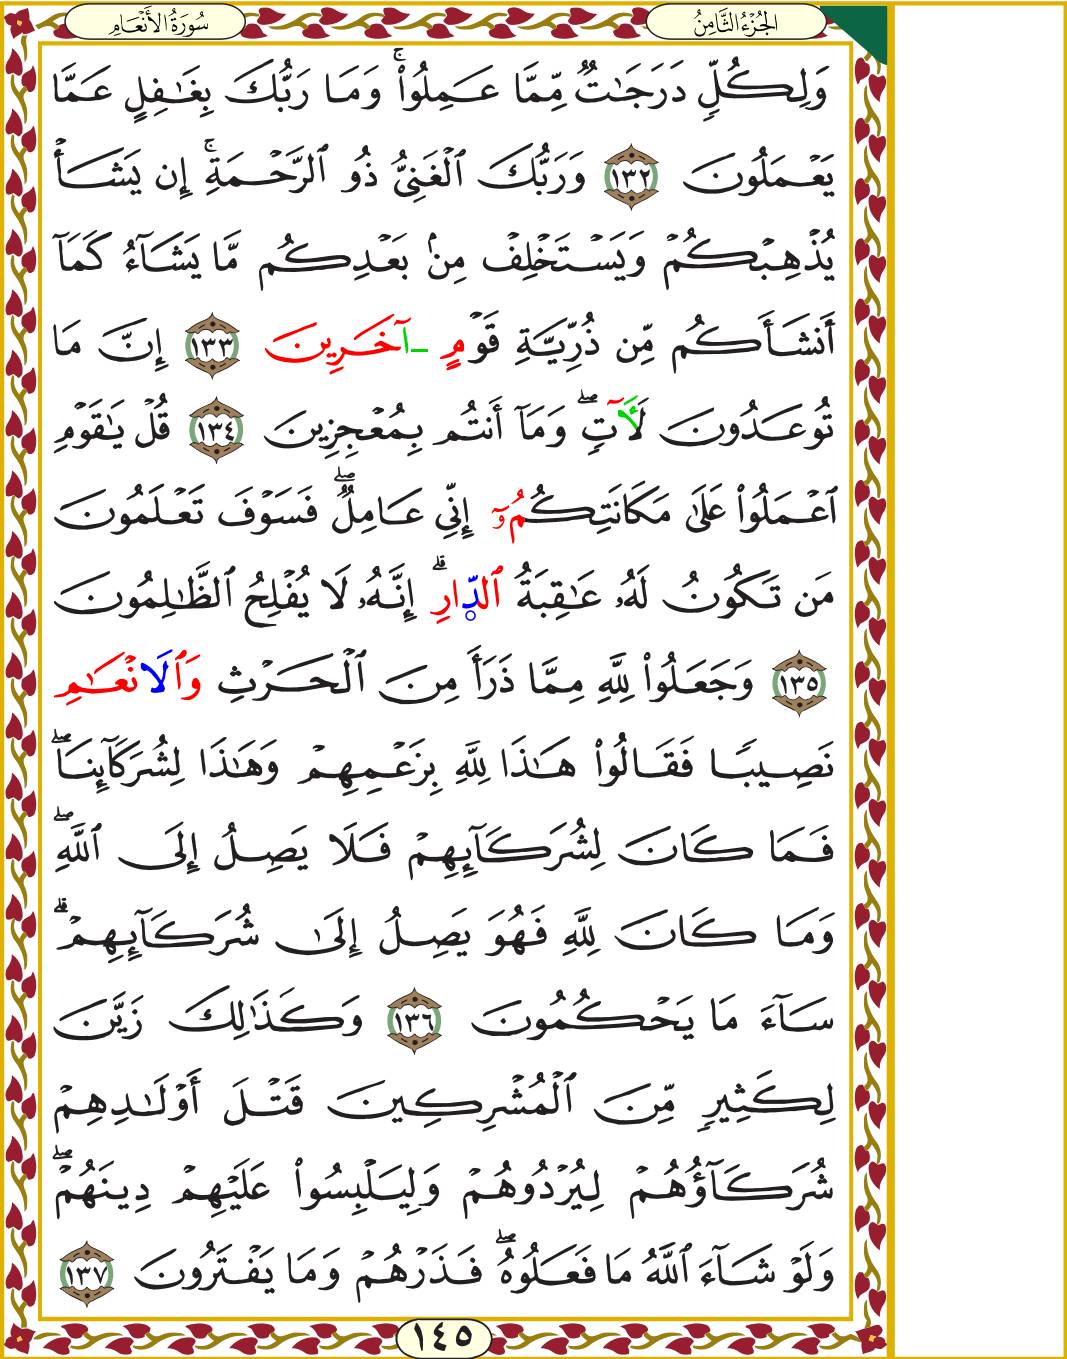 الجُزْءُ الثَّامِنُ
سُورَةُ الأَنْعَامِ
وَلِكُلّٖ دَرَجَٰتٞ مِّمَّا عَمِلُواْۚ وَمَا رَبُّكَ بِغَٰفِلٍ عَمَّا
يَعْمَلُونَ ١٣٢ وَرَبُّكَ ٱلْغَنِيُّ ذُو ٱلرَّحْمَةِۚ إِن يَشَأْ
يُذْهِبْكُمْ وَيَسْتَخْلِفْ مِنۢ بَعْدِكُم مَّا يَشَآءُ كَمَآ
أَنشَأَكُم مِّن ذُرِّيَّةِ قَوْمٍ ـآخَرِينَ ١٣٣ إِنَّ مَا
تُوعَدُونَ لَأٓتٖۖ وَمَآ أَنتُم بِمُعْجِزِينَ ١٣٤ قُلْ يَٰقَوْمِ
ٱعْمَلُواْ عَلَىٰ مَكَانَتِكُمُۥٓ إِنِّي عَامِلٞۖ فَسَوْفَ تَعْلَمُونَ
مَن تَكُونُ لَهُۥ عَٰقِبَةُ ٱلدّ۪ارِۗ إِنَّهُۥ لَا يُفْلِحُ ٱلظَّٰلِمُونَ
١٣٥ وَجَعَلُواْ لِلَّهِ مِمَّا ذَرَأَ مِنَ ٱلْحَرْثِ وَٱلَانْعَٰمِ
نَصِيبٗا فَقَالُواْ هَٰذَا لِلَّهِ بِزَعْمِهِمْ وَهَٰذَا لِشُرَكَآئِنَاۖ
فَمَا كَانَ لِشُرَكَآئِهِمْ فَلَا يَصِلُ إِلَى ٱللَّهِۖ
وَمَا كَانَ لِلَّهِ فَهُوَ يَصِلُ إِلَىٰ شُرَكَآئِهِمْۗ
سَآءَ مَا يَحْكُمُونَ ١٣٦ وَكَذَٰلِكَ زَيَّنَ
لِكَثِيرٖ مِّنَ ٱلْمُشْرِكِينَ قَتْلَ أَوْلَٰدِهِمْ
شُرَكَآؤُهُمْ لِيُرْدُوهُمْ وَلِيَلْبِسُواْ عَلَيْهِمْ دِينَهُمْۖ
وَلَوْ شَآءَ ٱللَّهُ مَا فَعَلُوهُۖ فَذَرْهُمْ وَمَا يَفْتَرُونَ ١٣٧
١٤٥